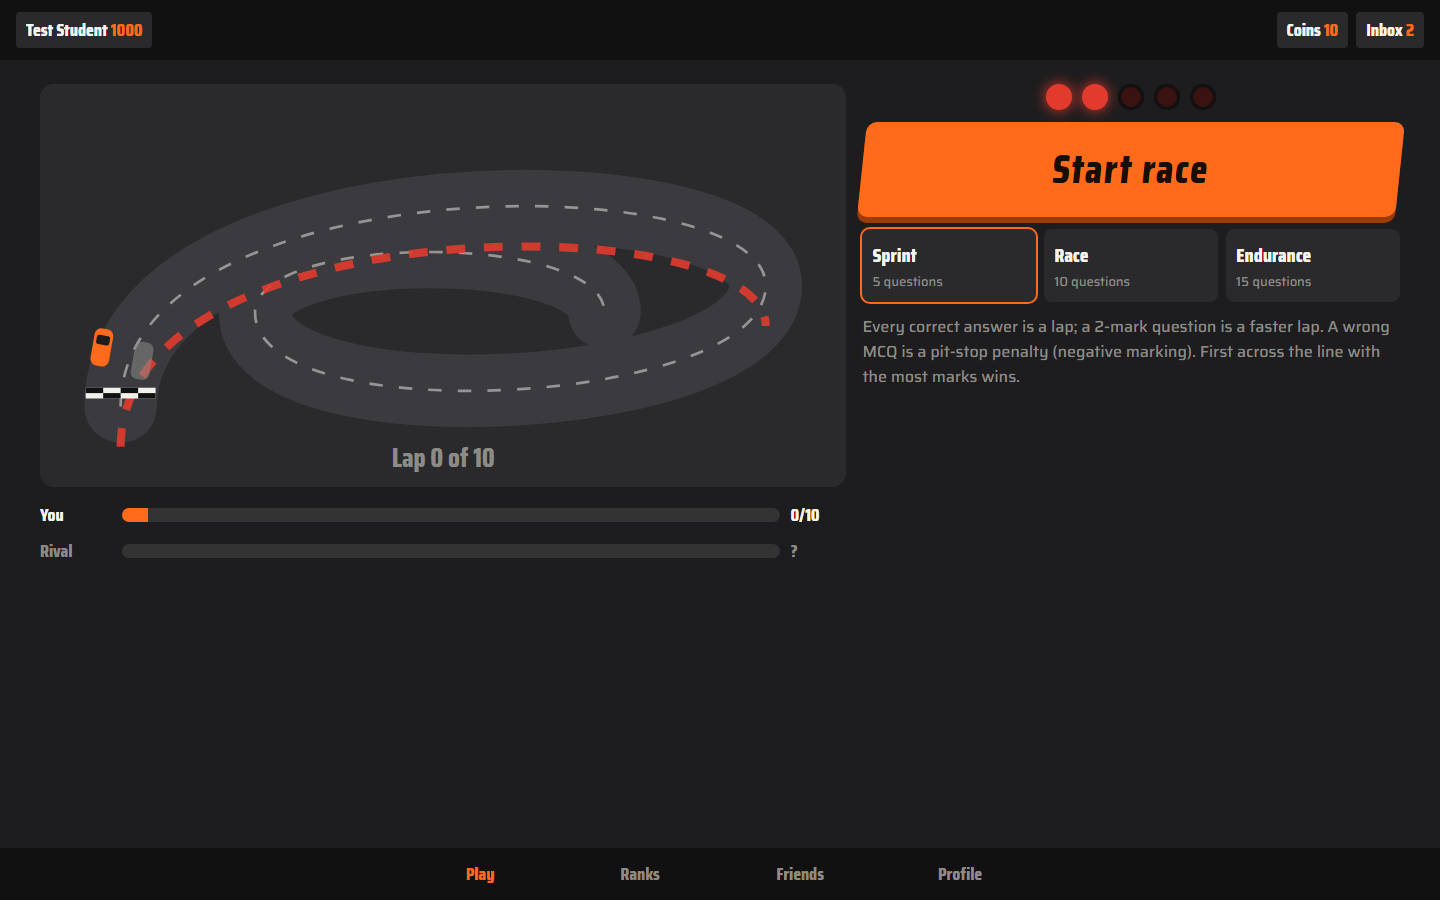 Test Student 1000
Coins 10
Inbox 2
Start race
Sprint
5 questions
Race
10 questions
Endurance
15 questions
Every correct answer is a lap; a 2-mark question is a faster lap. A wrong
MCQ is a pit-stop penalty (negative marking). First across the line with
the most marks wins.
Lap 0 of 10
You 0/10
Rival ?
Play
Ranks
Friends
Profile